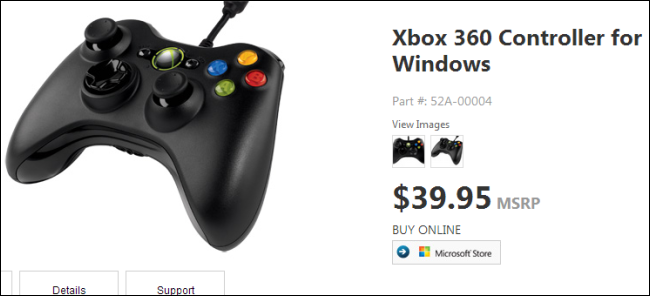 Xbox 360 Controller for
Windows
Part #: 52A-00004
View Images
$39.95 MSRP
BUY ONLINE
Microsoft Store
Details
Support